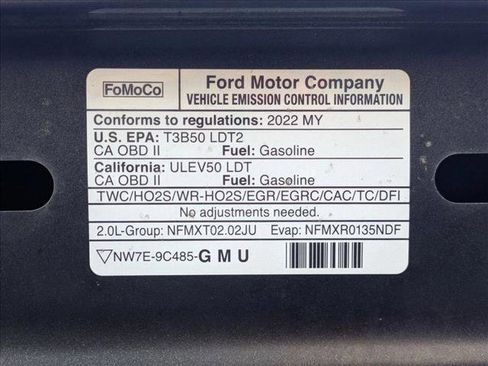 FoMoCo
Ford Motor Company
VEHICLE EMISSION CONTROL INFORMATION
Conforms to regulations: 2022 MY
U.S. EPA: T3B50 LDT2
CA OBD II Fuel: Gasoline
California: ULEV50 LDT
CA OBD II Fuel: Gasoline
TWC/HO2S/WR-HO2S/EGR/EGRC/CAC/TC/DFI
No adjustments needed.
2.0L-Group: NFMXT02.02JU Evap: NFMXR0135NDF
NW7E-9C485-G M U